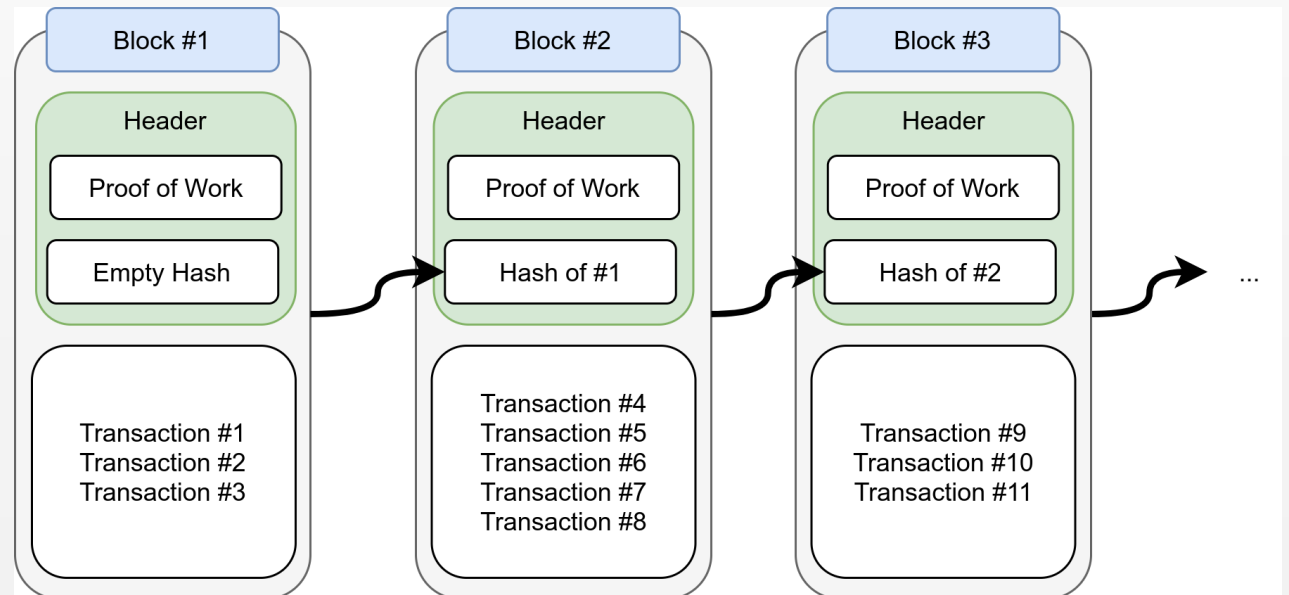 Block #1
Header
Proof of Work
Empty Hash
Transaction #1
Transaction #2
Transaction #3
Block #2
Header
Proof of Work
Hash of #1
Transaction #4
Transaction #5
Transaction #6
Transaction #7
Transaction #8
Block #3
Header
Proof of Work
Hash of #2
Transaction #9
Transaction #10
Transaction #11
...